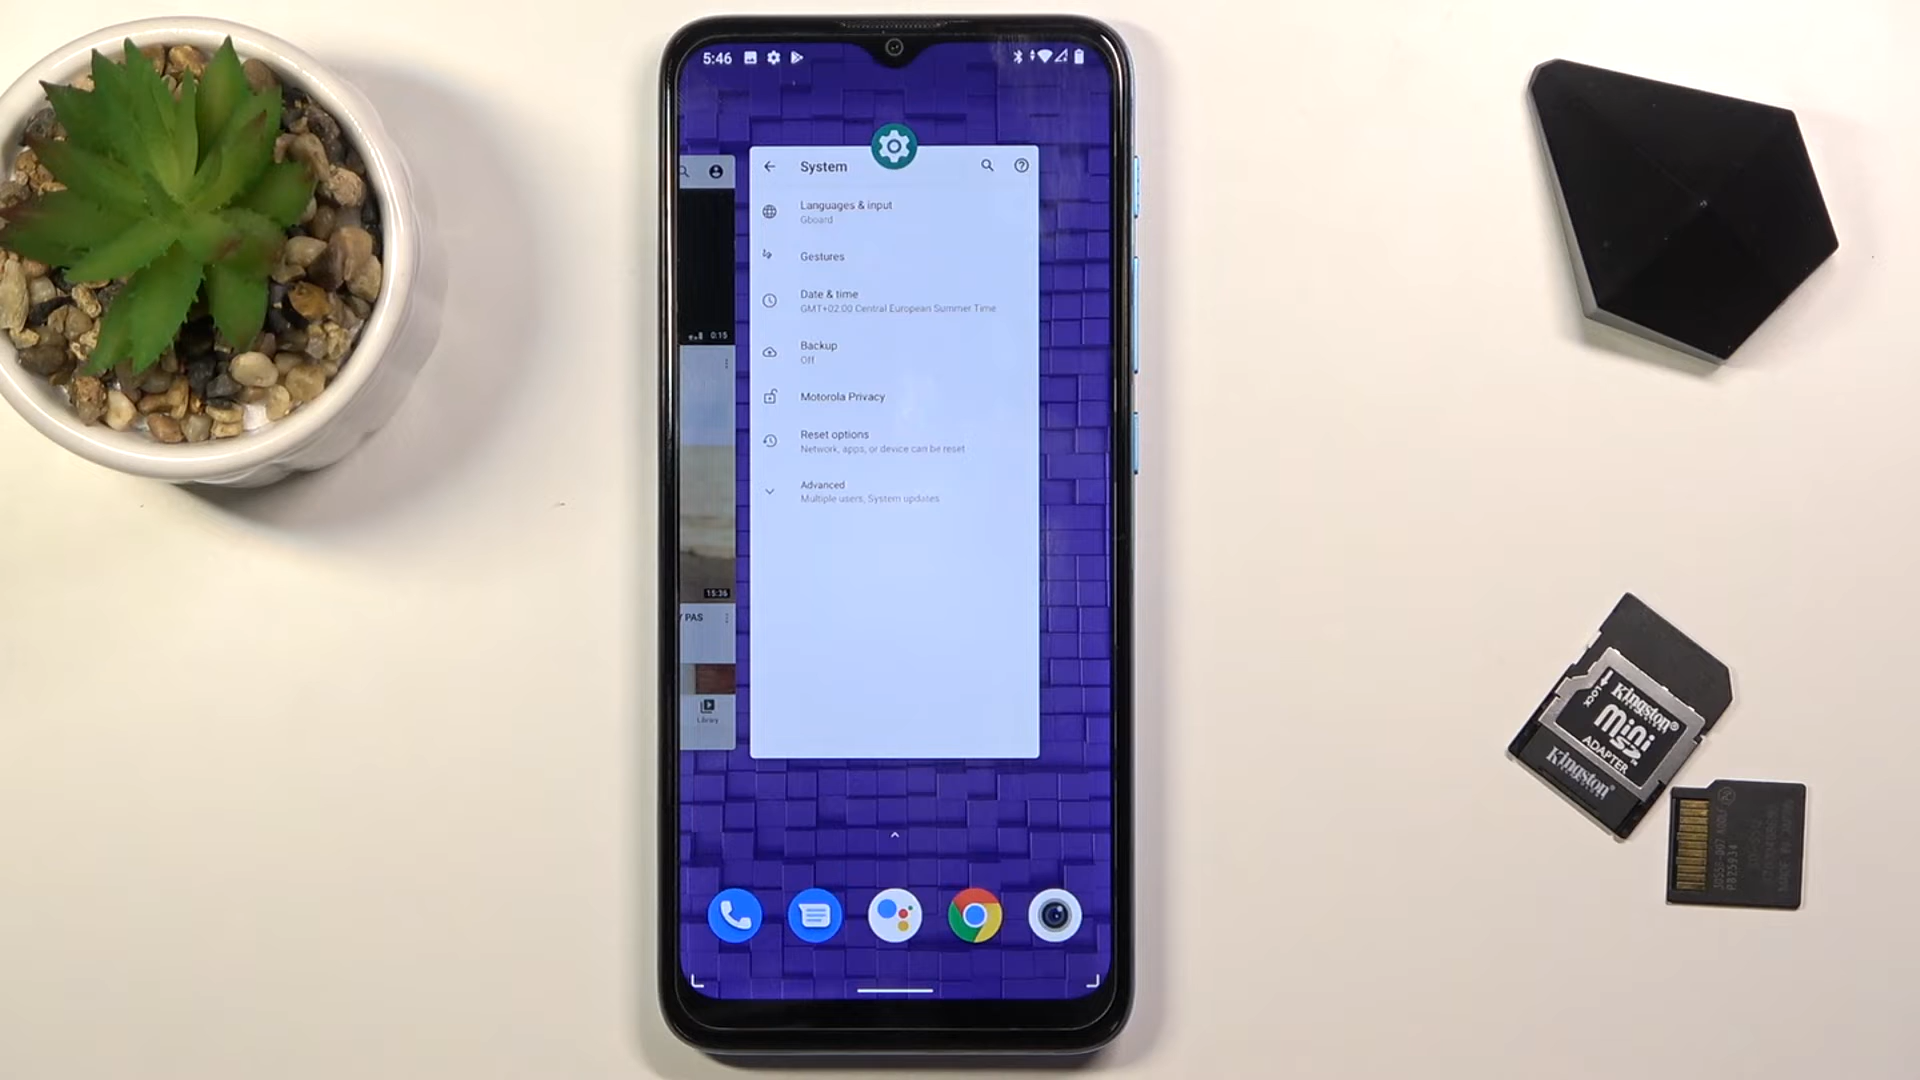 5:46
System
Languages & input
Gboard
Gestures
Date & time
GMT+02:00 Central European Summer Time
Backup
Off
Motorola Privacy
Reset options
Network, apps, or device can be reset
Advanced
Multiple users, System updates
0:15
15:36
PAS
Library
Lock
Kingston®
mini
SD
ADAPTER
Kingston®